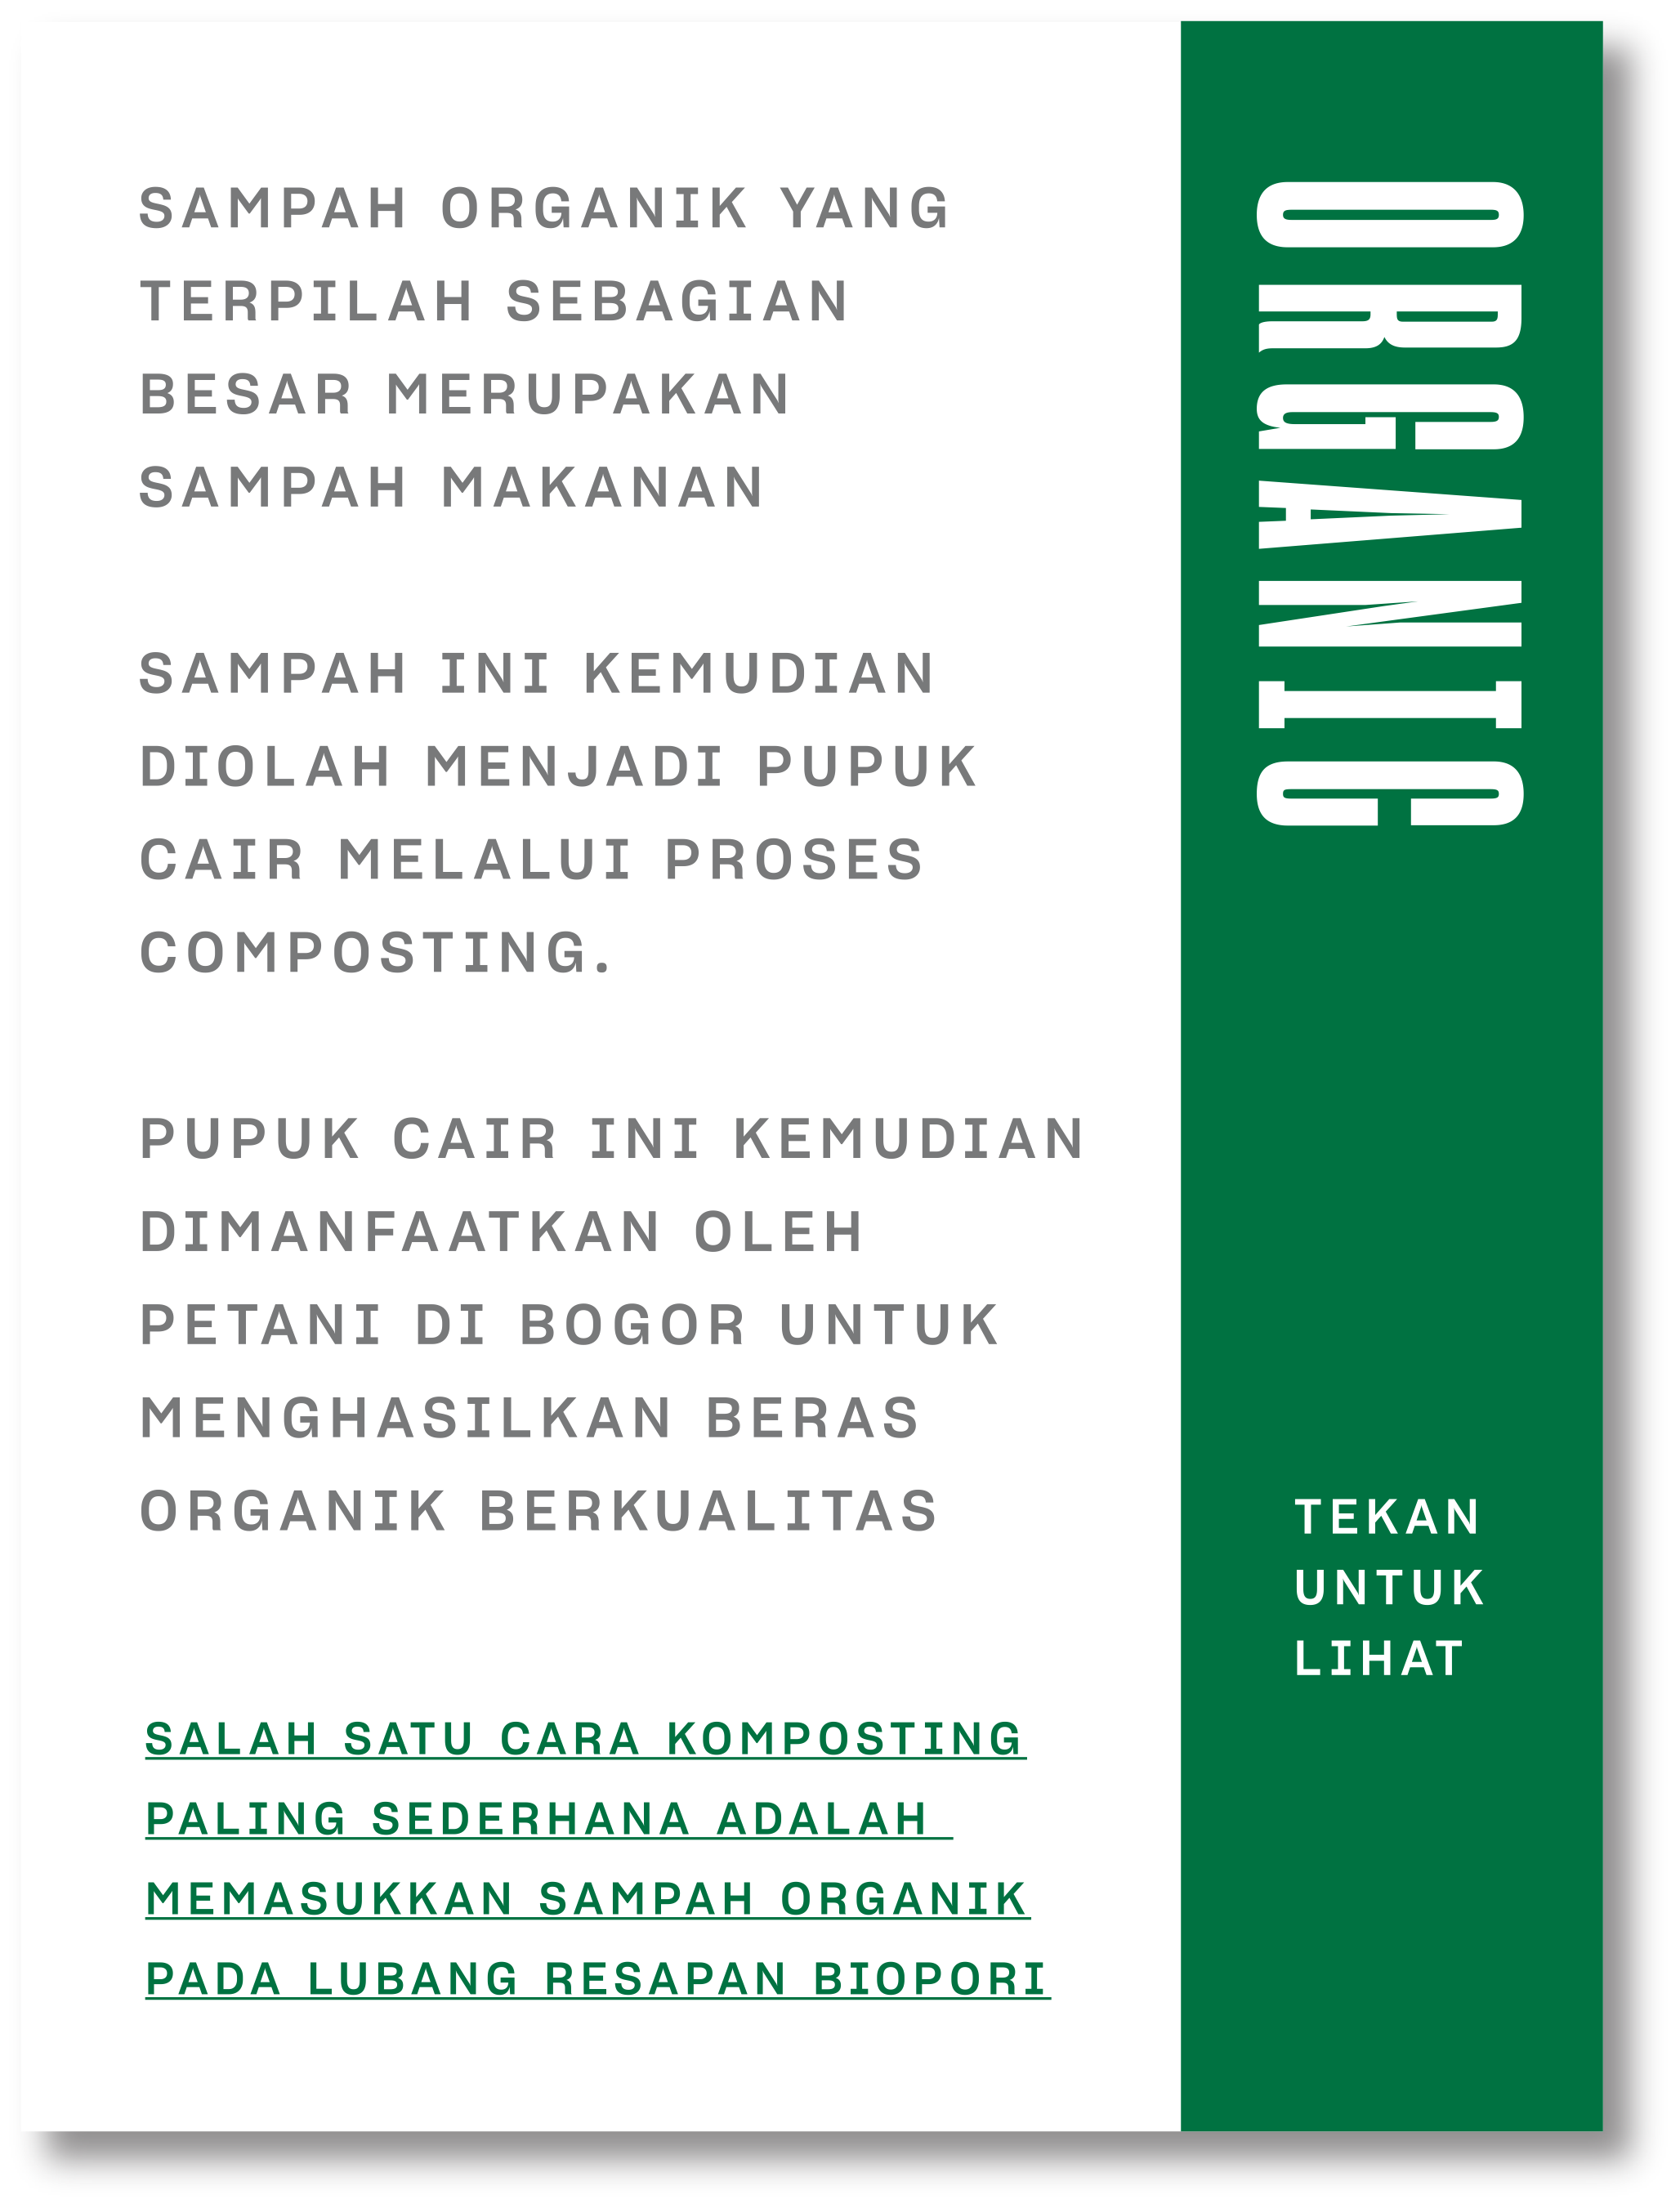 SAMPAH ORGANIK YANG
TERPILAH SEBAGIAN
BESAR MERUPAKAN
SAMPAH MAKANAN
SAMPAH INI KEMUDIAN
DIOLAH MENJADI PUPUK
CAIR MELALUI PROSES
COMPOSTING.
PUPUK CAIR INI KEMUDIAN
DIMANFAATKAN OLEH
PETANI DI BOGOR UNTUK
MENGHASILKAN BERAS
ORGANIK BERKUALITAS
SALAH SATU CARA KOMPOSTING
PALING SEDERHANA ADALAH
MEMASUKKAN SAMPAH ORGANIK
PADA LUBANG RESAPAN BIOPORI
ORGANIC
TEKAN
UNTUK
LIHAT